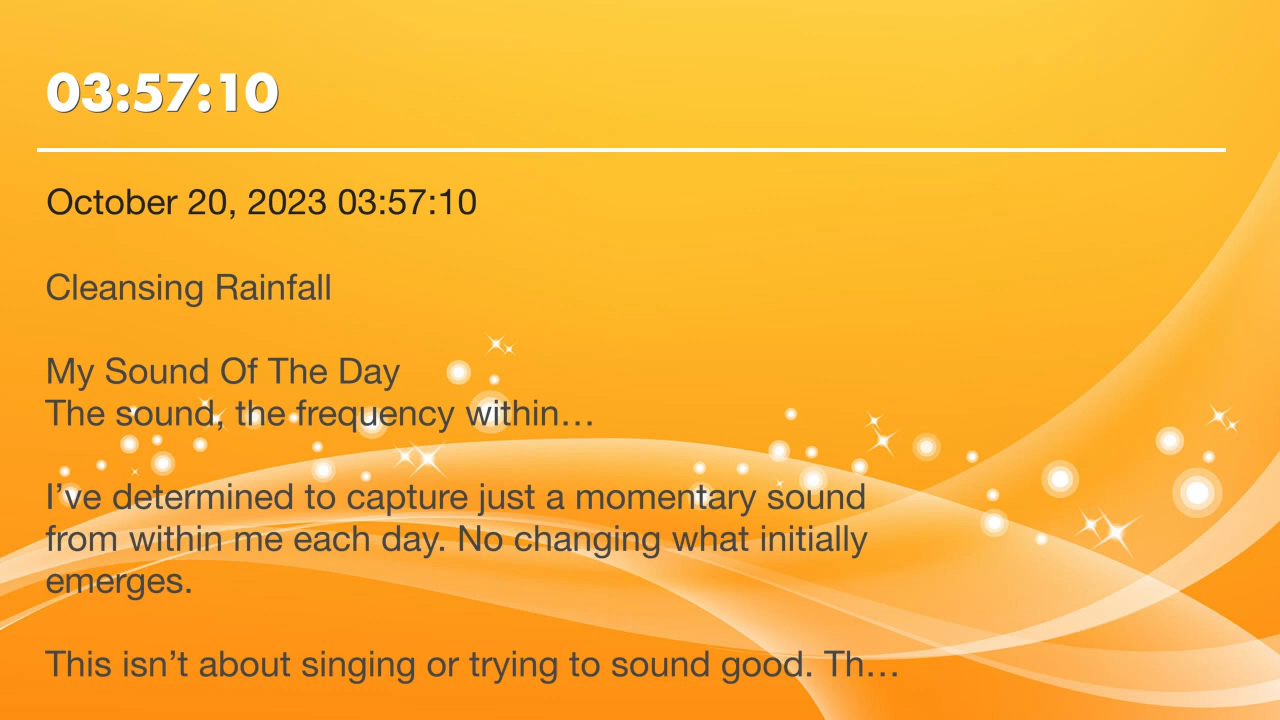 03:57:10
October 20, 2023 03:57:10
Cleansing Rainfall
My Sound Of The Day
The sound, the frequency within…
I’ve determined to capture just a momentary sound
from within me each day. No changing what initially
emerges.
This isn’t about singing or trying to sound good. Th…